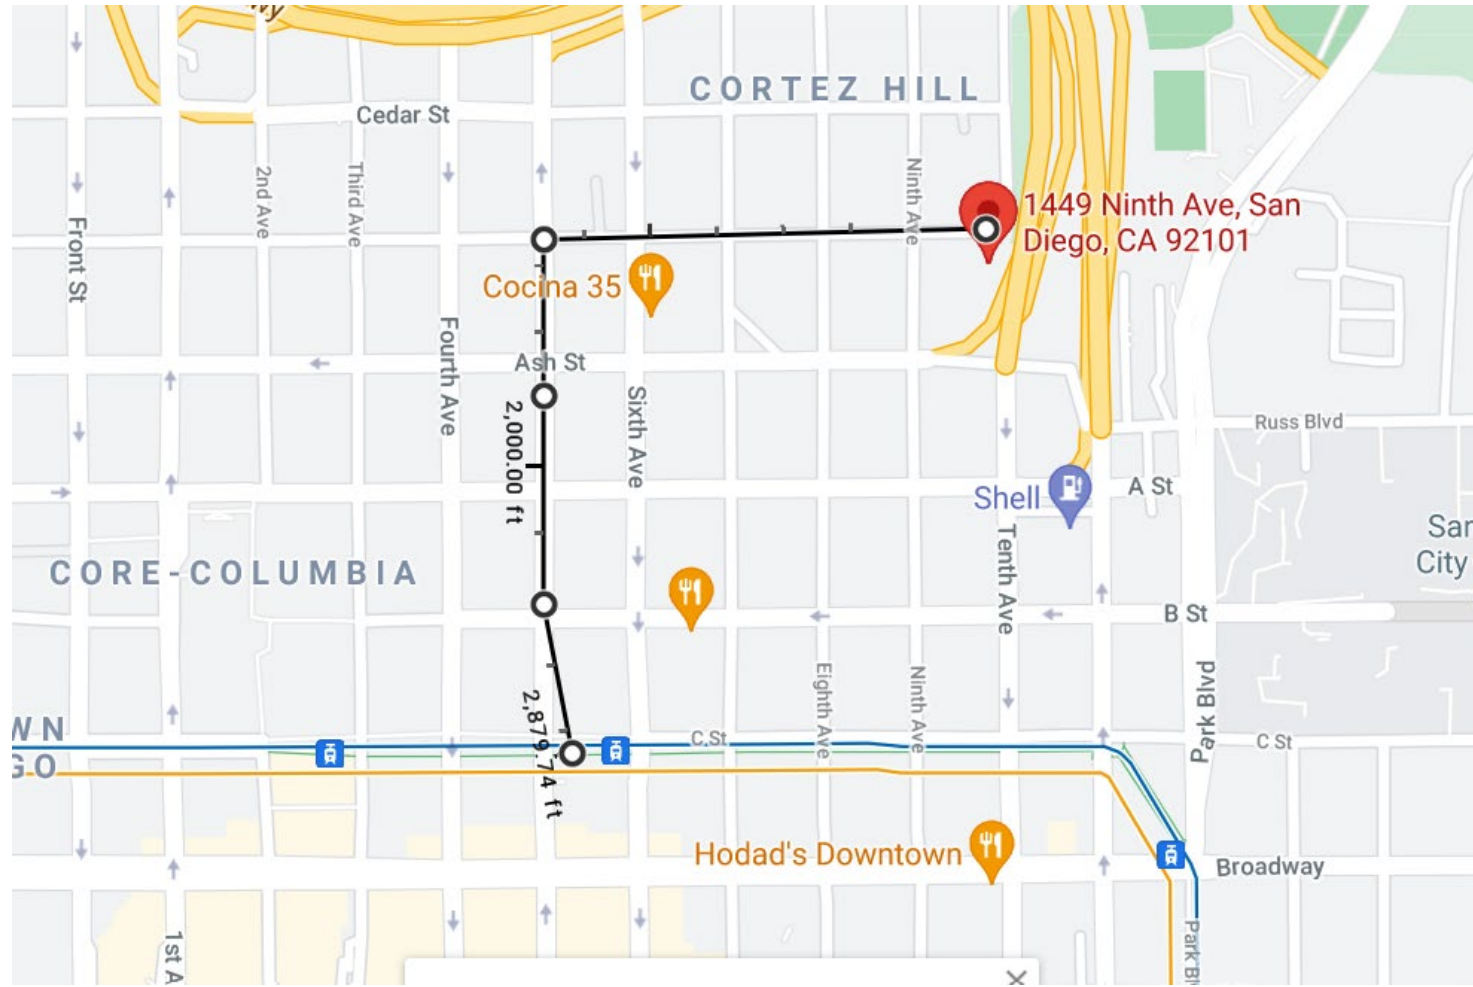 wy
CORTEZ HILL
Cedar St
2nd Ave
Third Ave
Ninth Ave
1449 Ninth Ave, San
Diego, CA 92101
Front St
Cocina 35
Fourth Ave
Ash St
Sixth Ave
2,000.00 ft
Russ Blvd
Shell
A St
San
City
Tenth Ave
CORE-COLUMBIA
B St
Eighth Ave
Ninth Ave
Park Blvd
2,879.74 ft
WN
GO
C St
C St
Hodad's Downtown
Broadway
1st A
Park Bl